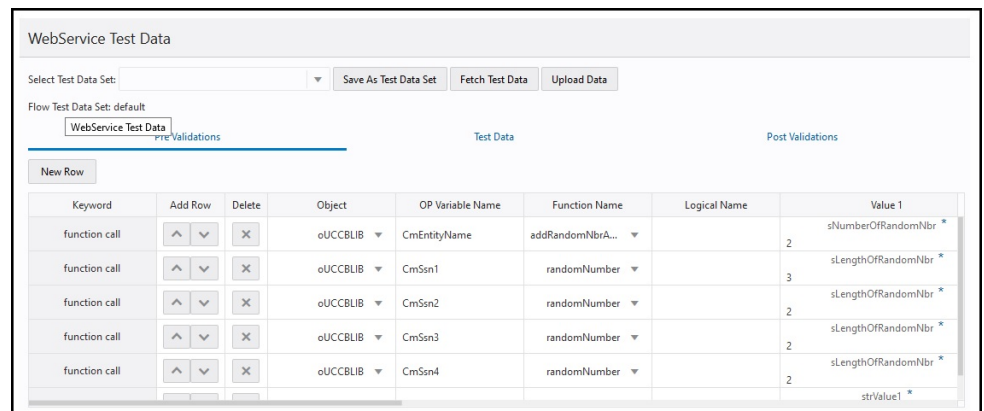 WebService Test Data
Select Test Data Set: Save As Test Data Set Fetch Test Data Upload Data
Flow Test Data Set: default
WebService Test Data
Pre Validations Test Data Post Validations
New Row
Keyword Add Row Delete Object OP Variable Name Function Name Logical Name Value 1
function call oUCCBLIB CmEntityName addRandomNbrA... sNumberOfRandomNbr *
2
function call oUCCBLIB CmSsn1 randomNumber sLengthOfRandomNbr *
3
function call oUCCBLIB CmSsn2 randomNumber sLengthOfRandomNbr *
2
function call oUCCBLIB CmSsn3 randomNumber sLengthOfRandomNbr *
2
function call oUCCBLIB CmSsn4 randomNumber sLengthOfRandomNbr *
2
strValue1 *